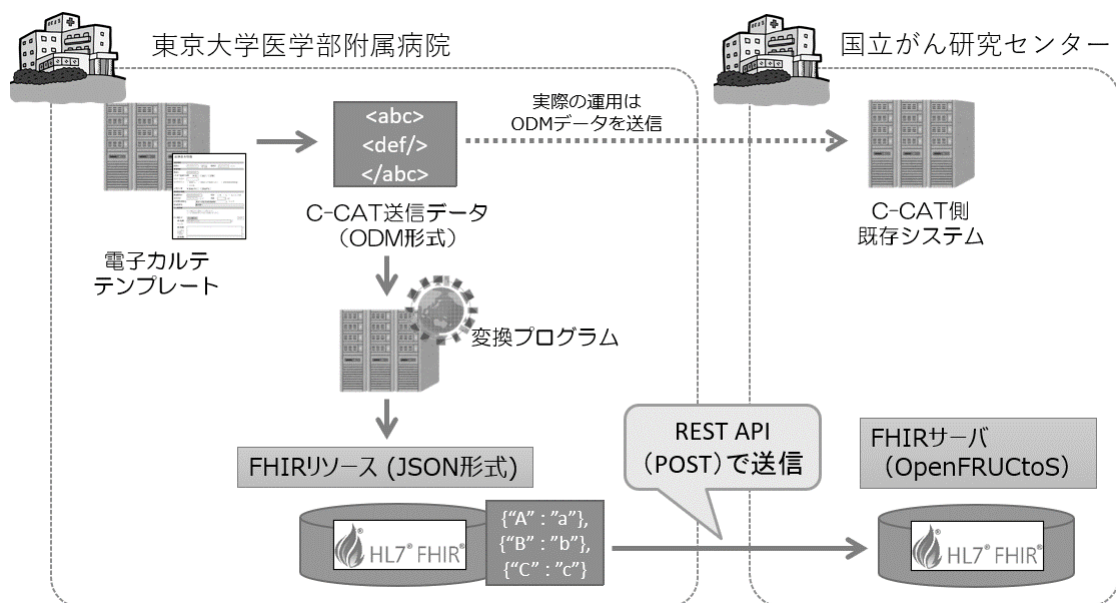 東京大学医学部附属病院
国立がん研究センター
<abc>
<def/>
</abc>
実際の運用は
ODMデータを送信
C-CAT送信データ
(ODM形式)
電子カルテ
テンプレート
C-CAT側
既存システム
変換プログラム
FHIRリソース (JSON形式)
REST API
(POST)で送信
FHIRサーバ
(OpenFRUCtoS)
HL7® FHIR®
{“A” : ”a”},
{“B” : ”b”},
{“C” : ”c”}
HL7® FHIR®